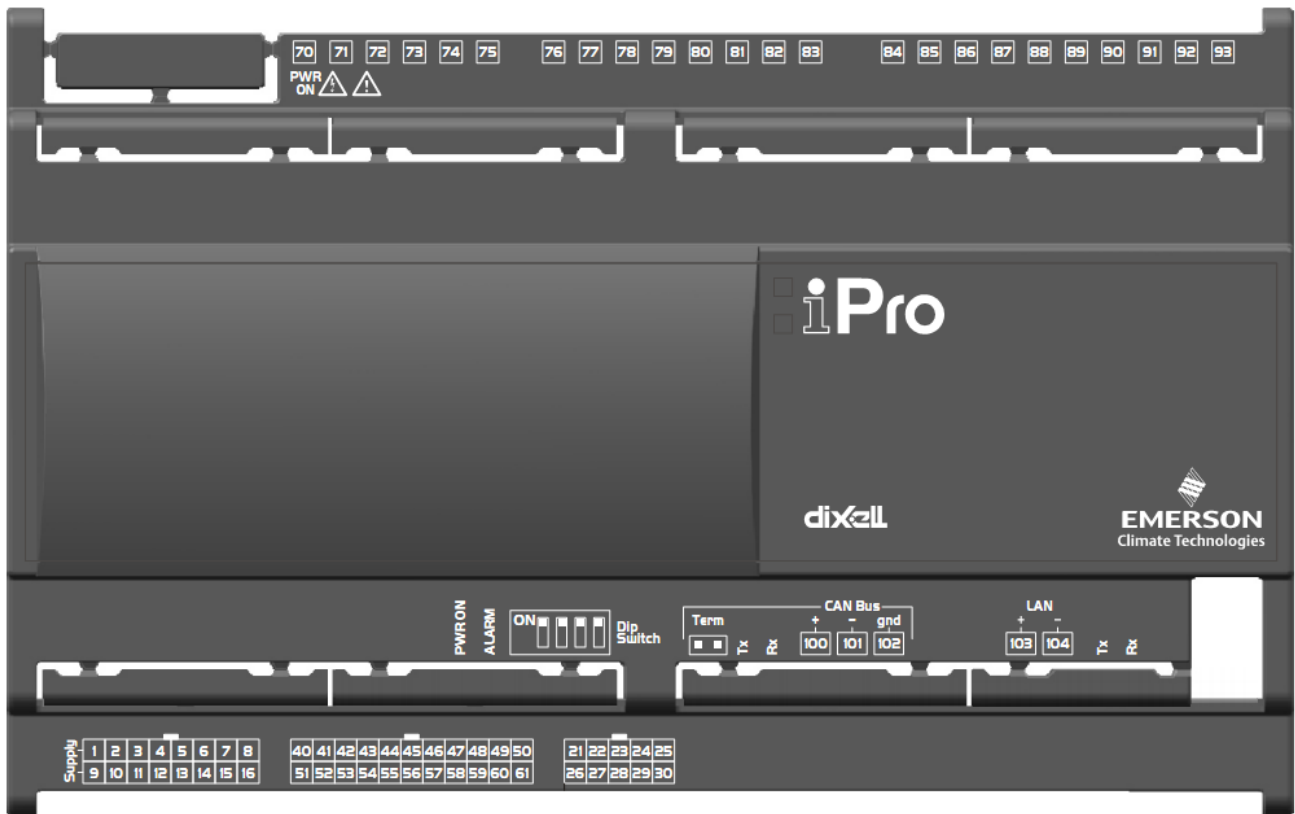 70 71 72 73 74 75 76 77 78 79 80 81 82 83 84 85 86 87 88 89 90 91 92 93
PWR
ON
iPro
dixell
EMERSON
Climate Technologies
PWR ON
ALARM
ON
Dip
Switch
CAN Bus
Term
+ – gnd
Tx
Rx
100 101 102
LAN
+ –
103 104
Tx
Rx
Supply
1 2 3 4 5 6 7 8
9 10 11 12 13 14 15 16
40 41 42 43 44 45 46 47 48 49 50
51 52 53 54 55 56 57 58 59 60 61
21 22 23 24 25
26 27 28 29 30